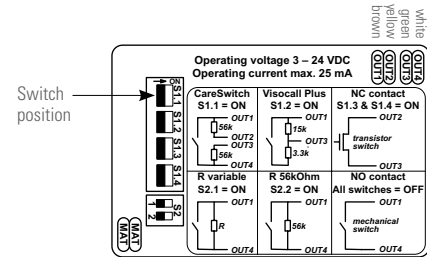 white
green
yellow
brown
OUT4
OUT3
OUT2
OUT1
Operating voltage 3 – 24 VDC
Operating current max. 25 mA
Switch
position
ON
S1.1
S1.2
S1.3
S1.4
1
2
S2
MAT
MAT
CareSwitch
S1.1 = ON
OUT1
56k
OUT2
OUT3
56k
OUT4
Visocall Plus
S1.2 = ON
OUT1
15k
OUT3
3.3k
OUT4
NC contact
S1.3 & S1.4 = ON
OUT2
transistor
switch
OUT3
R variable
S2.1 = ON
OUT1
R
OUT4
R 56kOhm
S2.2 = ON
OUT1
56k
OUT4
NO contact
All switches = OFF
OUT1
mechanical
switch
OUT4